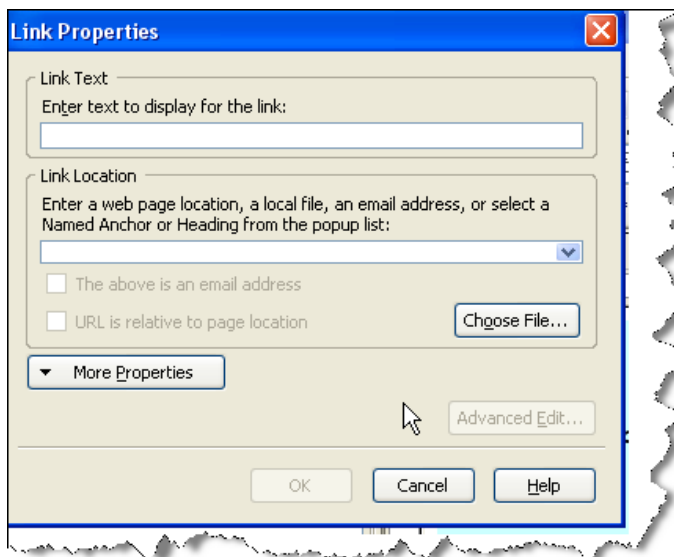 Link Properties
Link Text
Enter text to display for the link:
Link Location
Enter a web page location, a local file, an email address, or select a
Named Anchor or Heading from the popup list:
The above is an email address
URL is relative to page location
Choose File...
More Properties
Advanced Edit...
OK
Cancel
Help